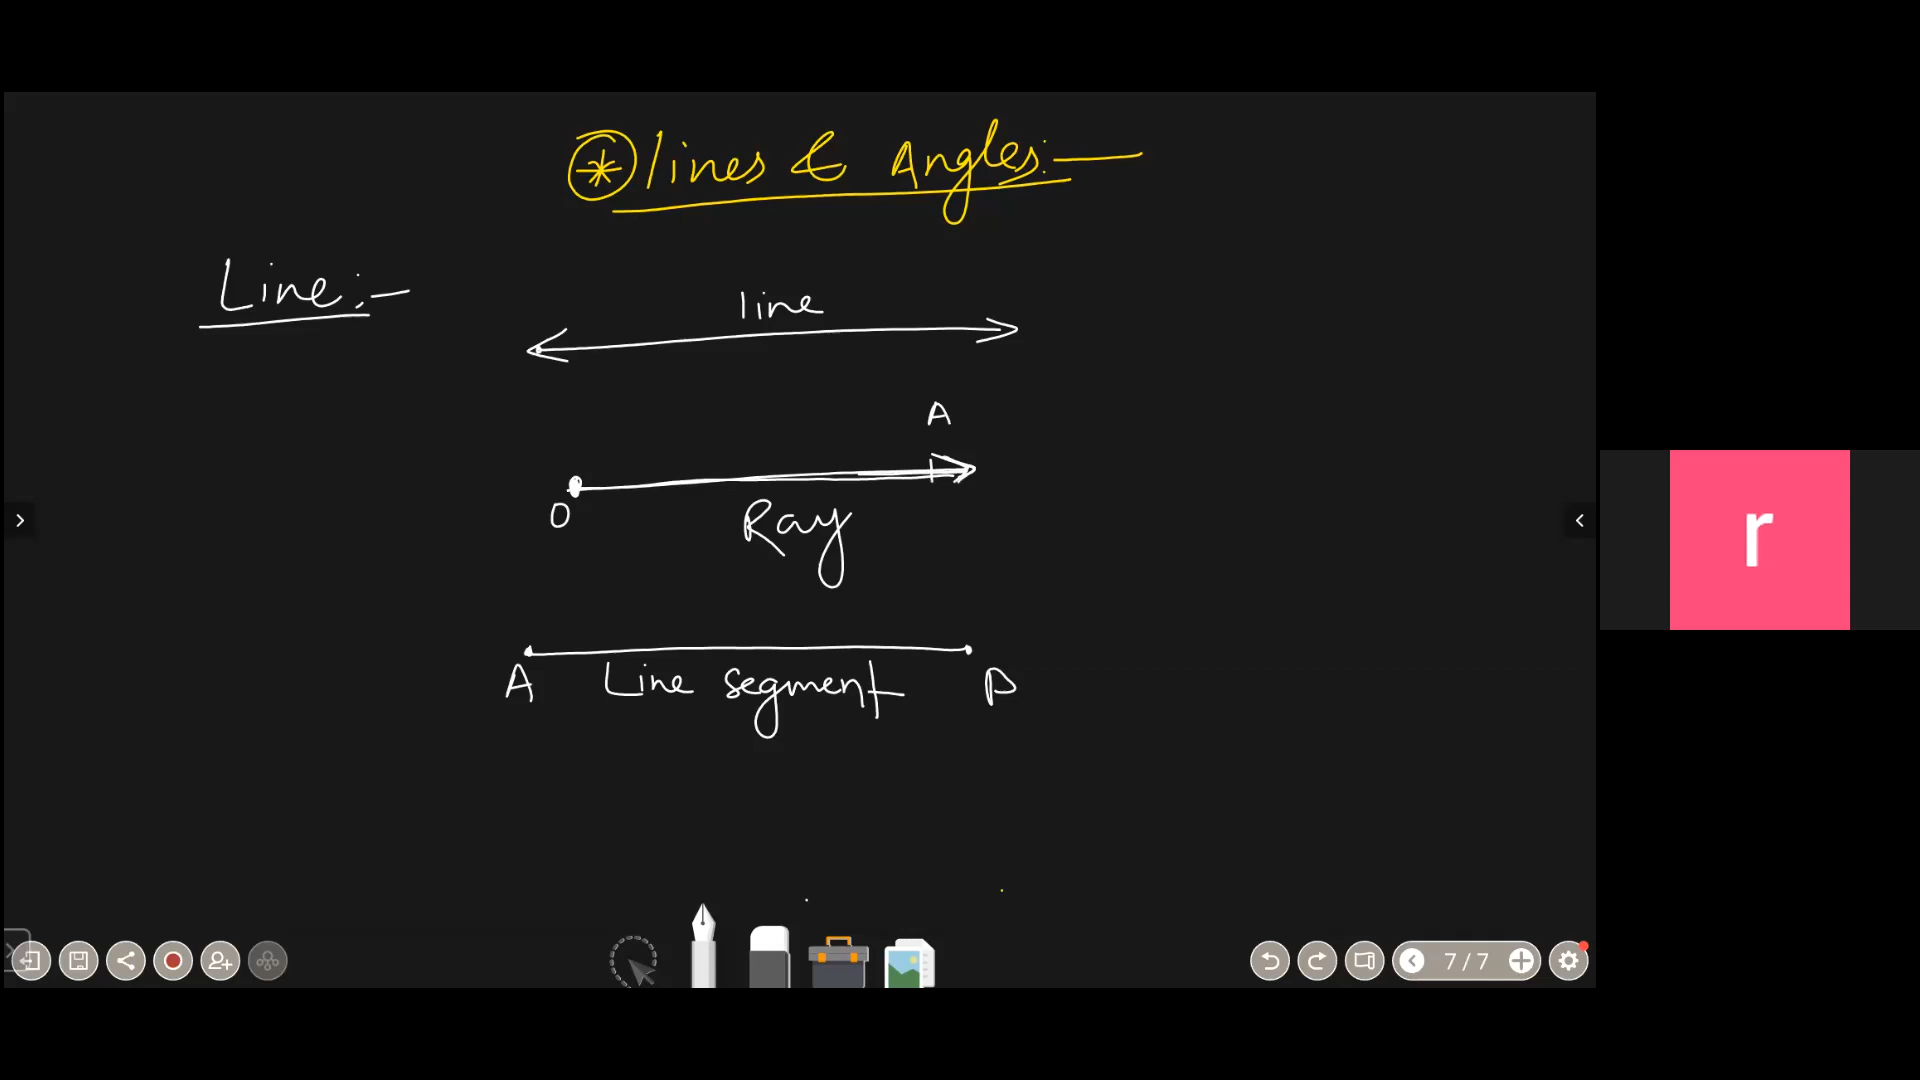 * lines & Angles:-
Line:-
line
A
O
Ray
A Line segment B
7/7
r